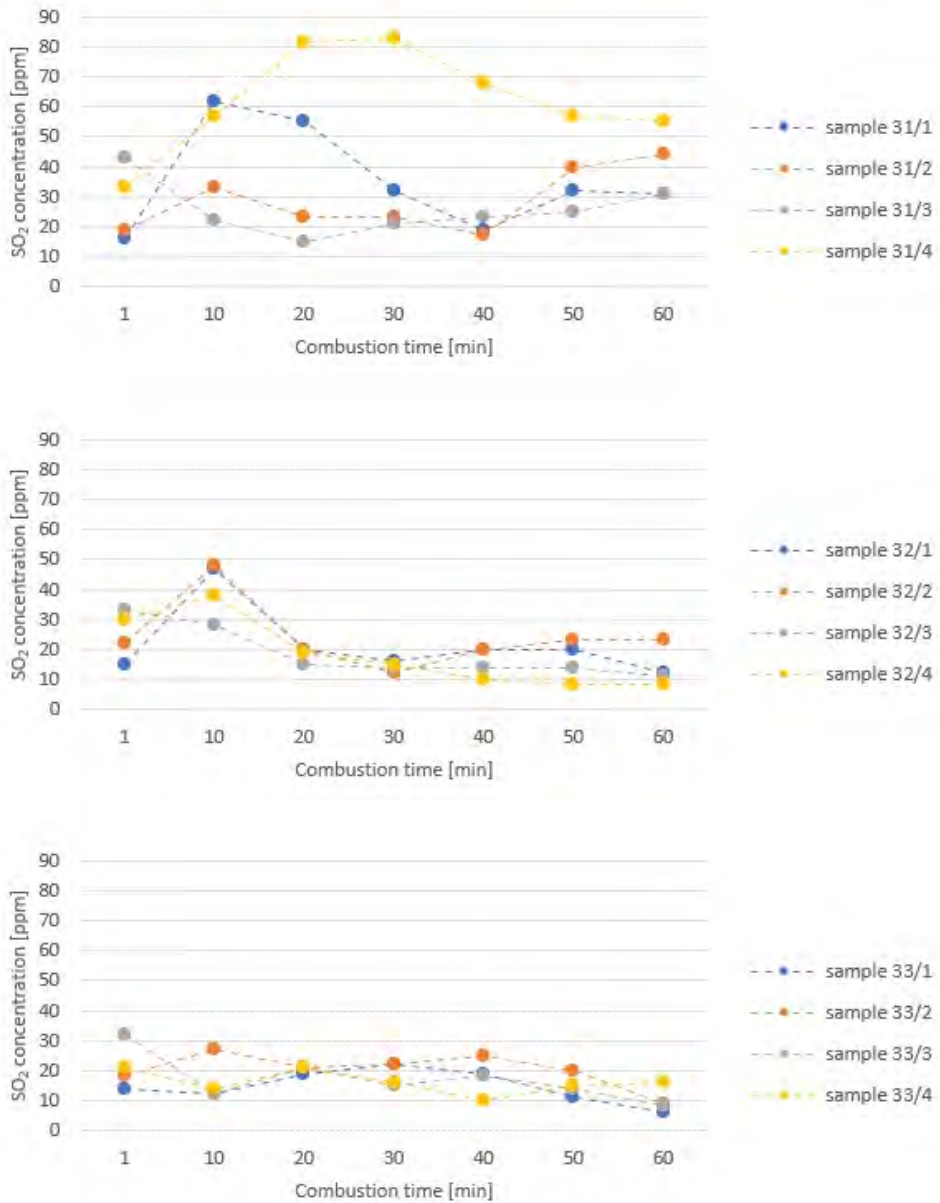 90
80
70
60
50
40
30
20
10
0
SO₂ concentration [ppm]
1 10 20 30 40 50 60
Combustion time [min]
sample 31/1
sample 31/2
sample 31/3
sample 31/4
90
80
70
60
50
40
30
20
10
0
SO₂ concentration [ppm]
1 10 20 30 40 50 60
Combustion time [min]
sample 32/1
sample 32/2
sample 32/3
sample 32/4
90
80
70
60
50
40
30
20
10
0
SO₂ concentration [ppm]
1 10 20 30 40 50 60
Combustion time [min]
sample 33/1
sample 33/2
sample 33/3
sample 33/4